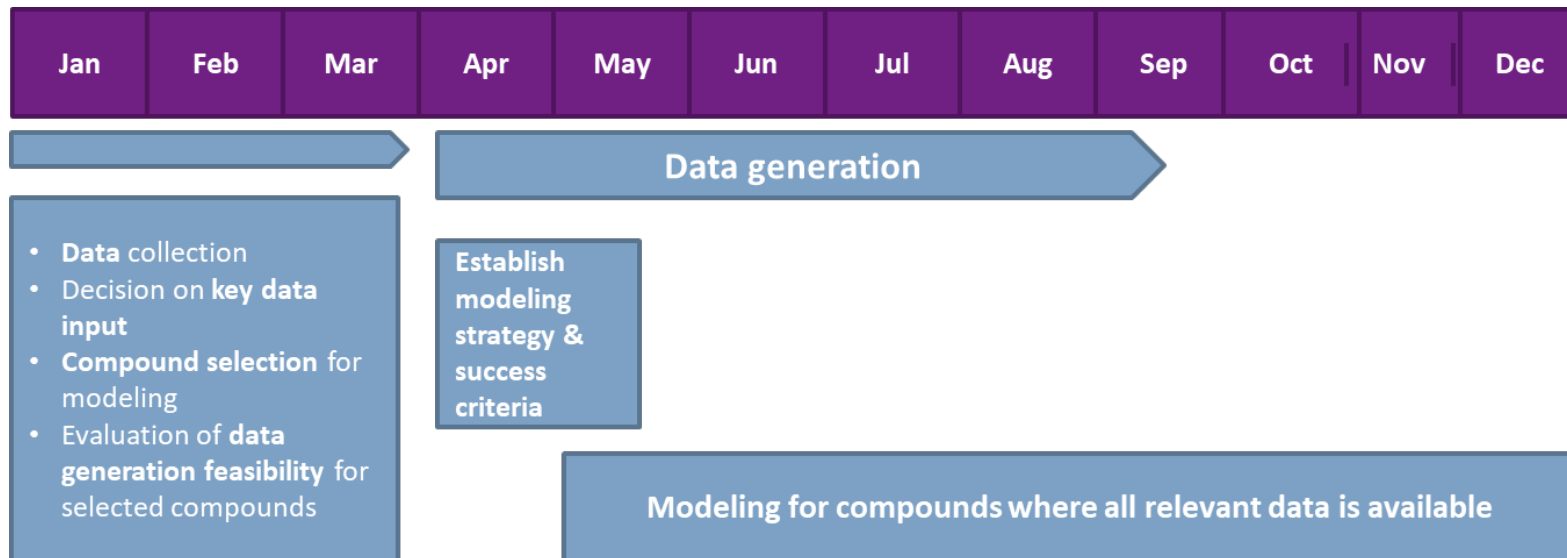 Jan Feb Mar Apr May Jun Jul Aug Sep Oct Nov Dec
Data generation
• Data collection
• Decision on key data
input
• Compound selection for
modeling
• Evaluation of data
generation feasibility for
selected compounds
Establish
modeling
strategy &
success
criteria
Modeling for compounds where all relevant data is available